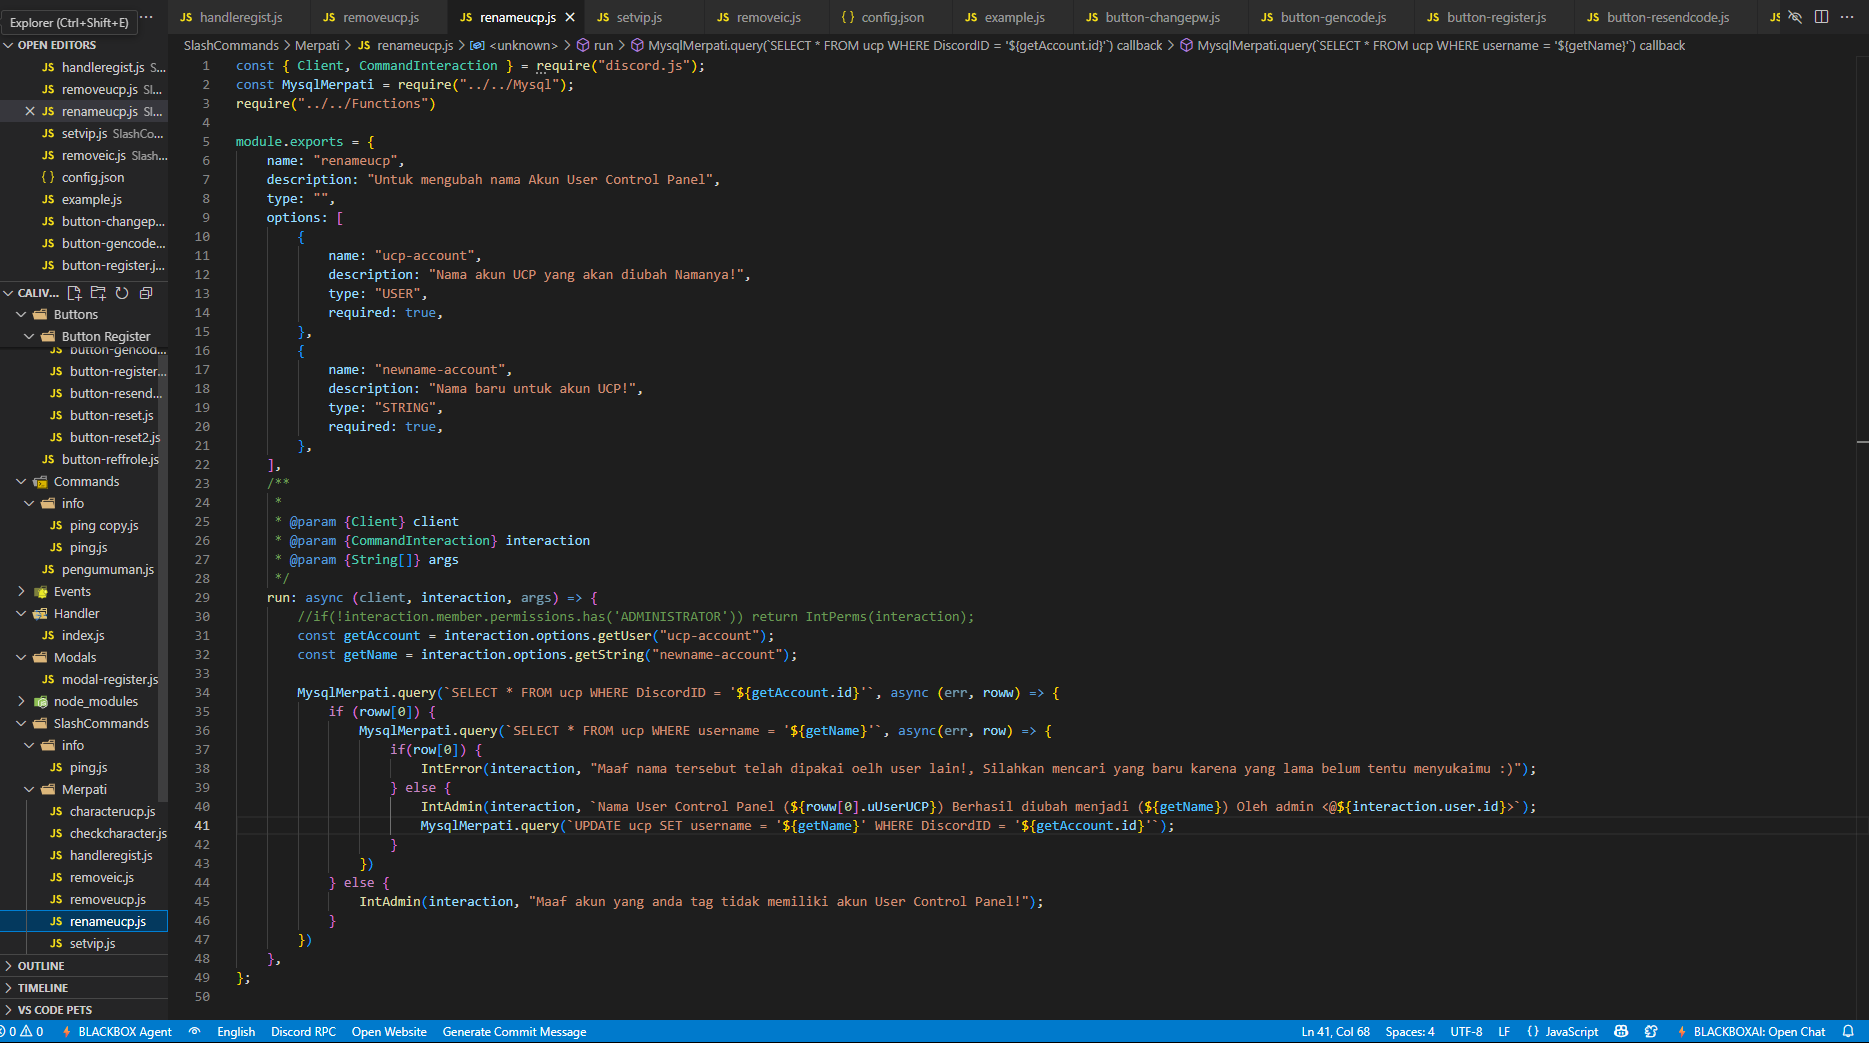 Explorer (Ctrl+Shift+E)
handleregist.js
removeucp.js
renameucp.js
setvip.js
removeic.js
config.json
example.js
button-changepw.js
button-gencode.js
button-register.js
button-resendcode.js
SlashCommands > Merpati > JS renameucp.js > <unknown> > run > MysqlMerpati.query(`SELECT * FROM ucp WHERE DiscordID = '${getAccount.id}'`) callback > MysqlMerpati.query(`SELECT * FROM ucp WHERE username = '${getName}'`) callback
OPEN EDITORS
JS handleregist.js S...
JS removeucp.js Sl...
JS renameucp.js Sl...
JS setvip.js SlashCo...
JS removeic.js Slash...
{ } config.json
JS example.js
JS button-changep...
JS button-gencode...
JS button-register.j...
CALIV...
Buttons
Button Register
JS button-gencod...
JS button-register...
JS button-resend...
JS button-reset.js
JS button-reset2.js
JS button-reffrole.js
Commands
info
JS ping copy.js
JS ping.js
JS pengumuman.js
Events
Handler
JS index.js
Modals
JS modal-register.js
node_modules
SlashCommands
info
JS ping.js
Merpati
JS characterucp.js
JS checkcharacter.js
JS handleregist.js
JS removeic.js
JS removeucp.js
JS renameucp.js
JS setvip.js
OUTLINE
TIMELINE
VS CODE PETS
1 const { Client, CommandInteraction } = require("discord.js");
2 const MysqlMerpati = require("../../Mysql");
3 require("../../Functions")
4
5 module.exports = {
6 name: "renameucp",
7 description: "Untuk mengubah nama Akun User Control Panel",
8 type: "",
9 options: [
10 {
11 name: "ucp-account",
12 description: "Nama akun UCP yang akan diubah Namanya!",
13 type: "USER",
14 required: true,
15 },
16 {
17 name: "newname-account",
18 description: "Nama baru untuk akun UCP!",
19 type: "STRING",
20 required: true,
21 },
22 ],
23 /**
24 *
25 * @param {Client} client
26 * @param {CommandInteraction} interaction
27 * @param {String[]} args
28 */
29 run: async (client, interaction, args) => {
30 //if(!interaction.member.permissions.has('ADMINISTRATOR')) return IntPerms(interaction);
31 const getAccount = interaction.options.getUser("ucp-account");
32 const getName = interaction.options.getString("newname-account");
33
34 MysqlMerpati.query(`SELECT * FROM ucp WHERE DiscordID = '${getAccount.id}'`, async (err, roww) => {
35 if (roww[0]) {
36 MysqlMerpati.query(`SELECT * FROM ucp WHERE username = '${getName}'`, async(err, row) => {
37 if(row[0]) {
38 IntError(interaction, "Maaf nama tersebut telah dipakai oelh user lain!, Silahkan mencari yang baru karena yang lama belum tentu menyukaimu :)");
39 } else {
40 IntAdmin(interaction, `Nama User Control Panel (${roww[0].uUserUCP}) Berhasil diubah menjadi (${getName}) Oleh admin <@${interaction.user.id}>`);
41 MysqlMerpati.query(`UPDATE ucp SET username = '${getName}' WHERE DiscordID = '${getAccount.id}'`);
42 }
43 })
44 } else {
45 IntAdmin(interaction, "Maaf akun yang anda tag tidak memiliki akun User Control Panel!");
46 }
47 })
48 },
49 };
50
0 0 BLACKBOX Agent English Discord RPC Open Website Generate Commit Message Ln 41, Col 68 Spaces: 4 UTF-8 LF { } JavaScript BLACKBOXAI: Open Chat